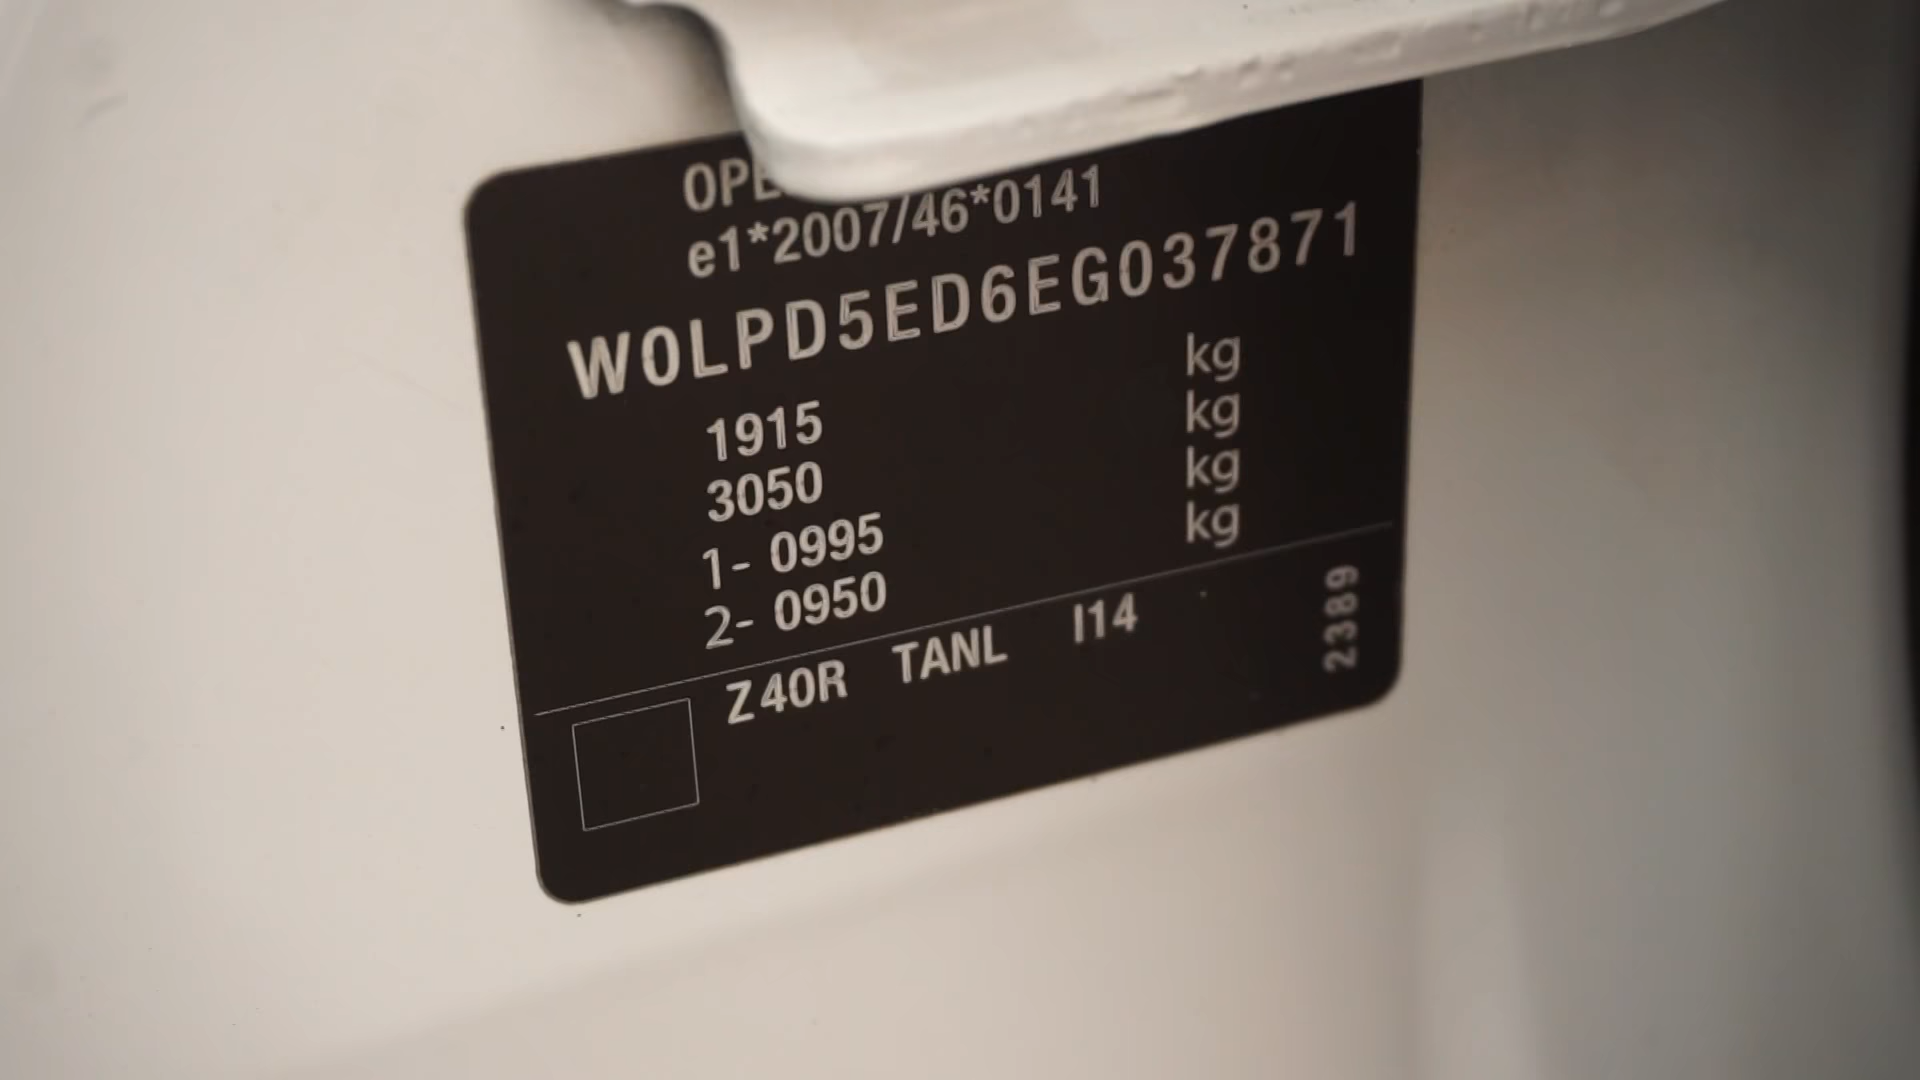 OPE
e1*2007/46*0141
W0LPD5ED6EG037871
1915 kg
3050 kg
1- 0995 kg
2- 0950 kg
Z40R TANL I14
2389